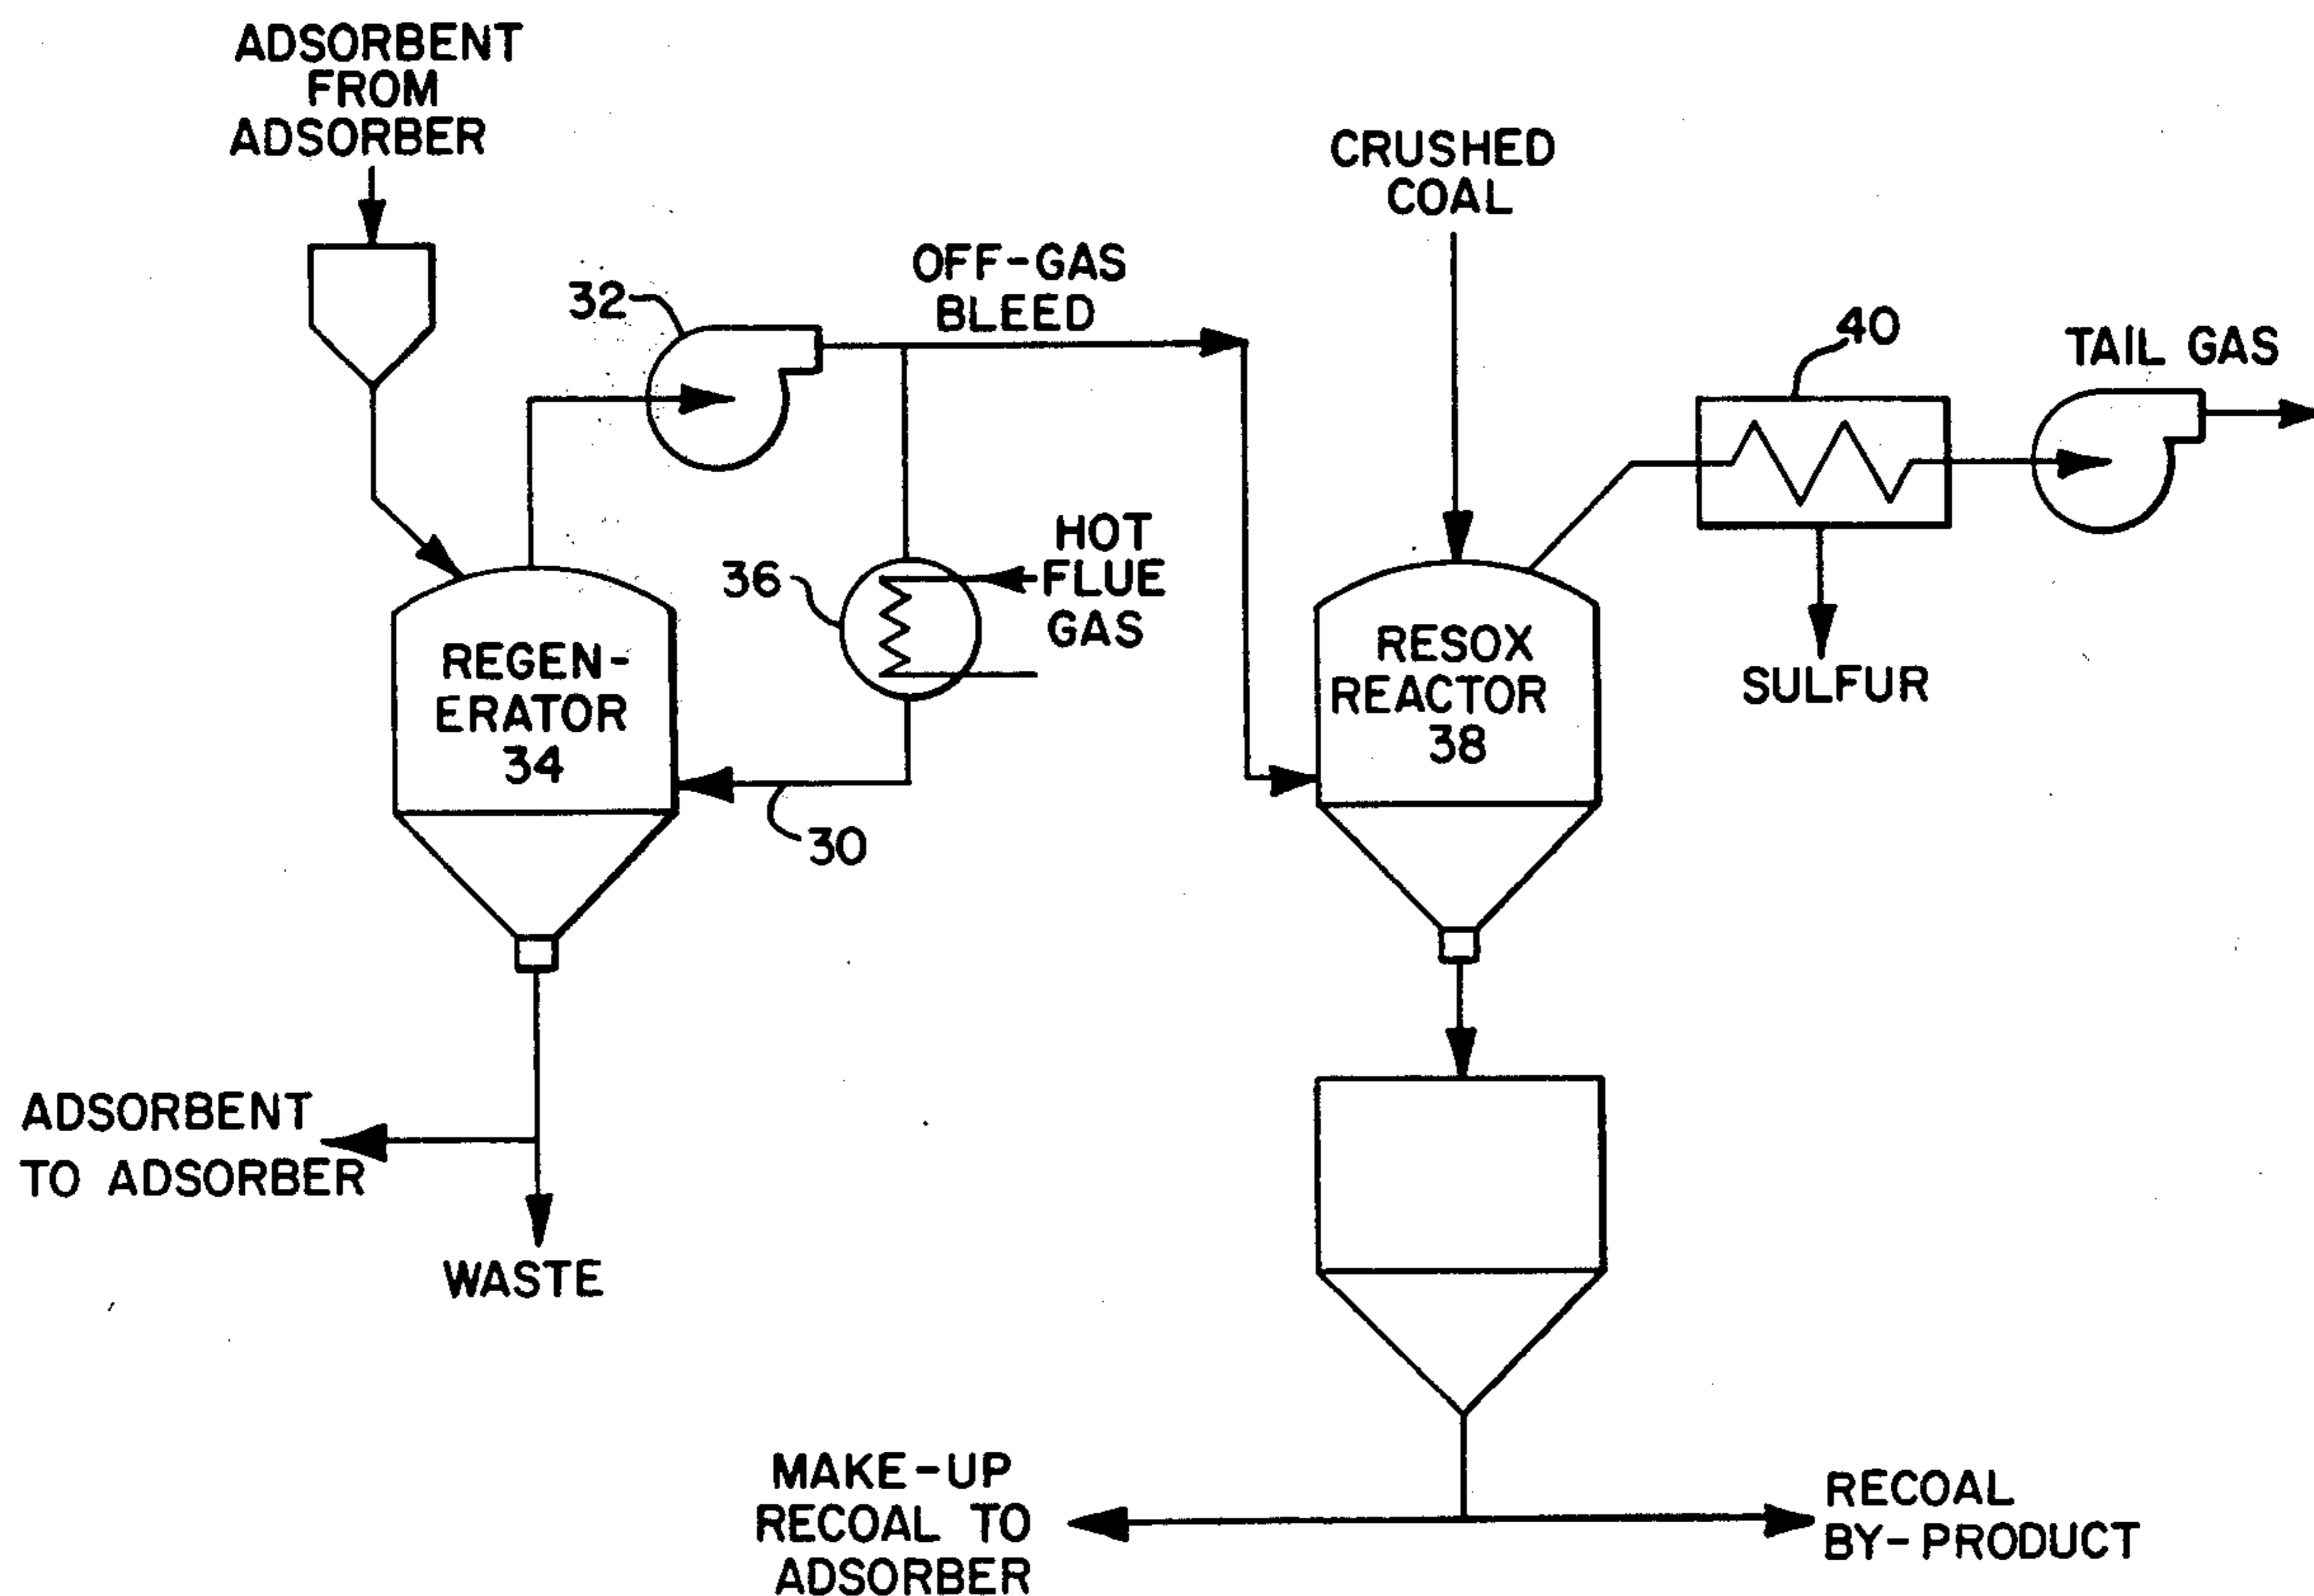 ADSORBENT
FROM
ADSORBER
CRUSHED
COAL
OFF-GAS
BLEED
32
40
TAIL GAS
HOT
FLUE
GAS
36
REGEN-
ERATOR
34
30
RESOX
REACTOR
38
SULFUR
ADSORBENT
TO ADSORBER
WASTE
MAKE-UP
RECOAL TO
ADSORBER
RECOAL
BY-PRODUCT